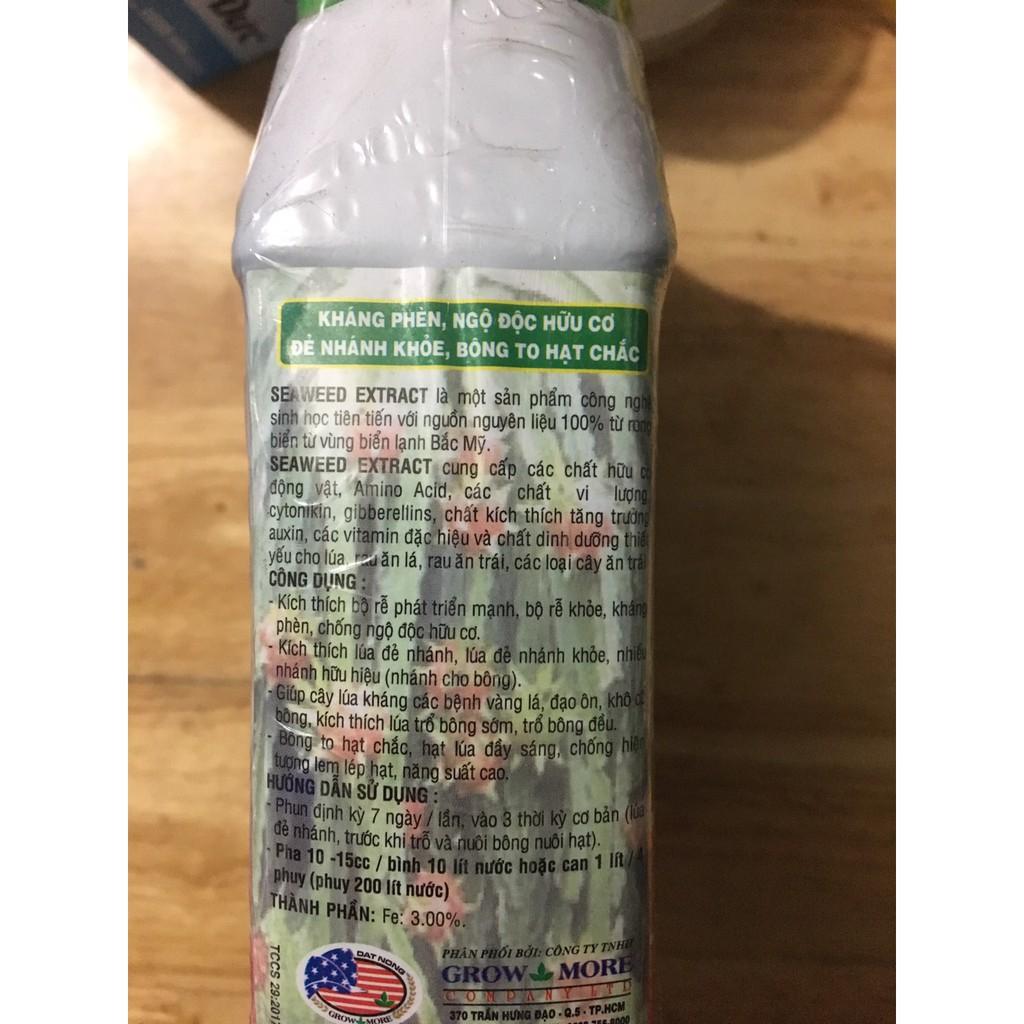 KHÁNG PHÈN, NGỘ ĐỘC HỮU CƠ
ĐẺ NHÁNH KHỎE, BÔNG TO HẠT CHẮC
SEAWEED EXTRACT là một sản phẩm công nghệ
sinh học tiên tiến với nguồn nguyên liệu 100% từ rong
biển từ vùng biển lạnh Bắc Mỹ.
SEAWEED EXTRACT cung cấp các chất hữu cơ
động vật, Amino Acid, các chất vi lượng,
cytonikin, gibberellins, chất kích thích tăng trưởng
auxin, các vitamin đặc hiệu và chất dinh dưỡng thiết
yếu cho lúa, rau ăn lá, rau ăn trái, các loại cây ăn trái
CÔNG DỤNG :
- Kích thích bộ rễ phát triển mạnh, bộ rễ khỏe, kháng
phèn, chống ngộ độc hữu cơ.
- Kích thích lúa đẻ nhánh, lúa đẻ nhánh khỏe, nhiều
nhánh hữu hiệu (nhánh cho bông).
- Giúp cây lúa kháng các bệnh vàng lá, đạo ôn, khô cổ
bông, kích thích lúa trổ bông sớm, trổ bông đều.
- Bông to hạt chắc, hạt lúa đầy sáng, chống hiện
tượng lem lép hạt, năng suất cao.
HƯỚNG DẪN SỬ DỤNG :
- Phun định kỳ 7 ngày / lần, vào 3 thời kỳ cơ bản (lúa
đẻ nhánh, trước khi trổ và nuôi bông nuôi hạt).
- Pha 10 -15cc / bình 10 lít nước hoặc can 1 lít / 4
phuy (phuy 200 lít nước)
THÀNH PHẦN: Fe: 3.00%.
TCCS 29:2017
DAT NONG
GROW MORE
PHÂN PHỐI BỞI: CÔNG TY TNHH
GROW MORE
COMPANY LTD
370 TRẦN HƯNG ĐẠO - Q.5 - TP.HCM